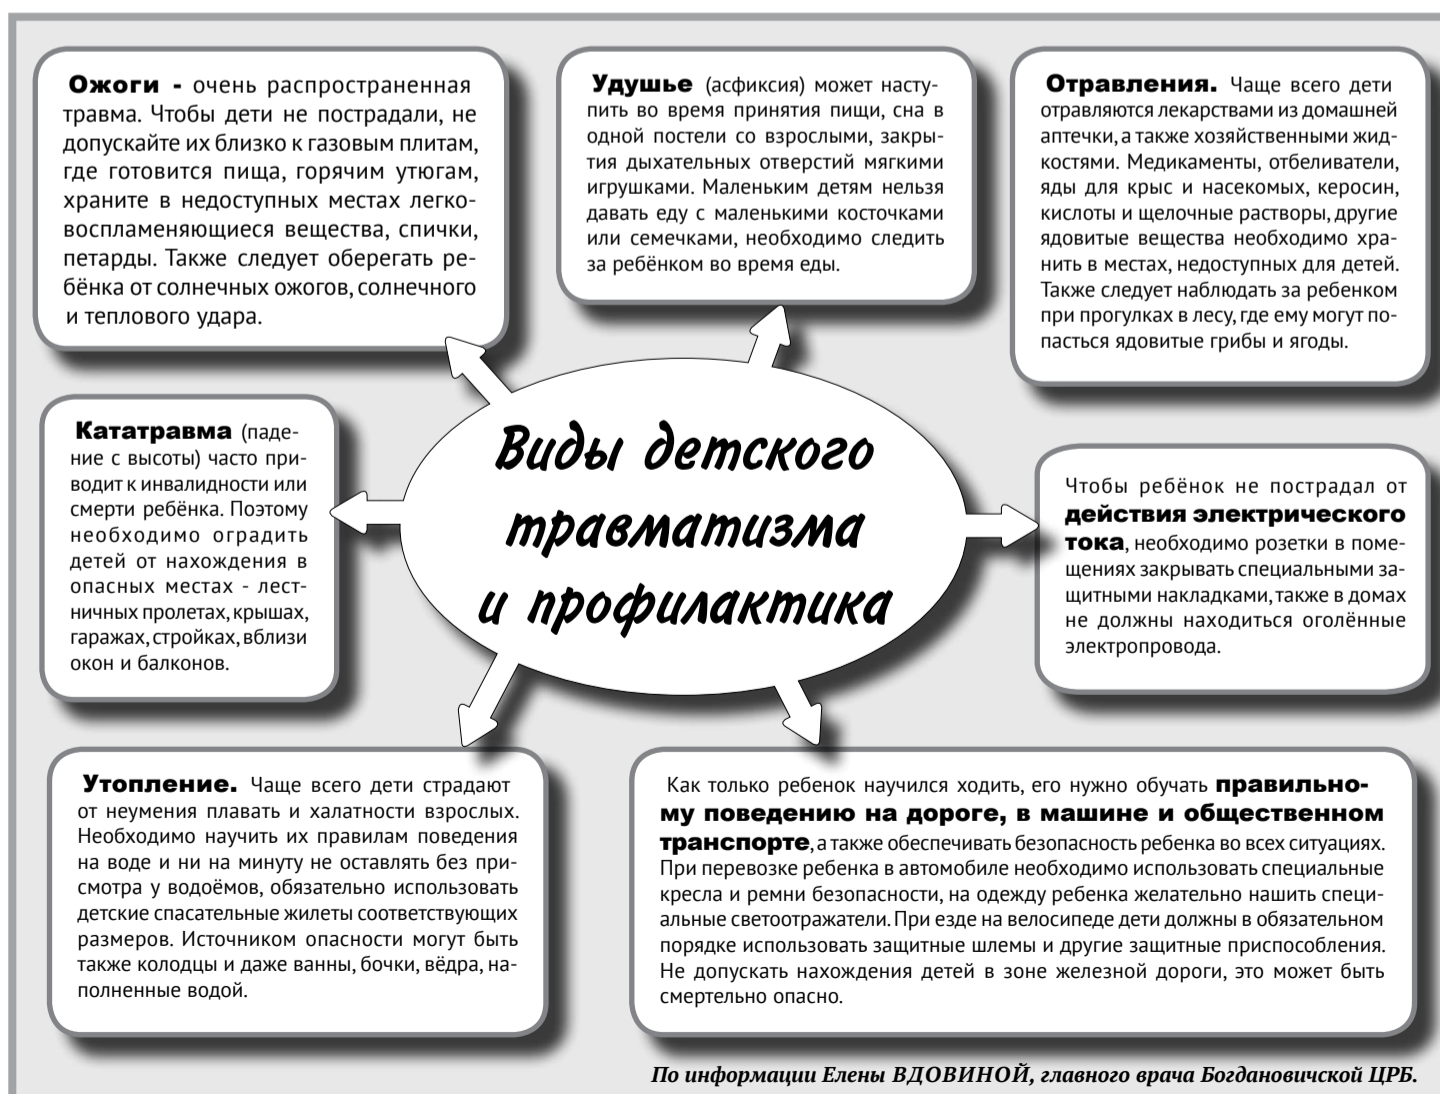 Ожоги - очень распространенная
травма. Чтобы дети не пострадали, не
допускайте их близко к газовым плитам,
где готовится пища, горячим утюгам,
храните в недоступных местах легко-
воспламеняющиеся вещества, спички,
петарды. Также следует оберегать ре-
бёнка от солнечных ожогов, солнечного
и теплового удара.
Удушье (асфиксия) может насту-
пить во время принятия пищи, сна в
одной постели со взрослыми, закры-
тия дыхательных отверстий мягкими
игрушками. Маленьким детям нельзя
давать еду с маленькими косточками
или семечками, необходимо следить
за ребёнком во время еды.
Отравления. Чаще всего дети
отравляются лекарствами из домашней
аптечки, а также хозяйственными жид-
костями. Медикаменты, отбеливатели,
яды для крыс и насекомых, керосин,
кислоты и щелочные растворы, другие
ядовитые вещества необходимо хра-
нить в местах, недоступных для детей.
Также следует наблюдать за ребенком
при прогулках в лесу, где ему могут по-
пасться ядовитые грибы и ягоды.
Кататравма (паде-
ние с высоты) часто при-
водит к инвалидности или
смерти ребёнка. Поэтому
необходимо оградить
детей от нахождения в
опасных местах - лест-
ничных пролетах, крышах,
гаражах, стройках, вблизи
окон и балконов.
Виды детского
травматизма
и профилактика
Чтобы ребёнок не пострадал от
действия электрического
тока, необходимо розетки в поме-
щениях закрывать специальными за-
щитными накладками, также в домах
не должны находиться оголённые
электропровода.
Утопление. Чаще всего дети страдают
от неумения плавать и халатности взрослых.
Необходимо научить их правилам поведения
на воде и ни на минуту не оставлять без при-
смотра у водоёмов, обязательно использовать
детские спасательные жилеты соответствующих
размеров. Источником опасности могут быть
также колодцы и даже ванны, бочки, вёдра, на-
полненные водой.
Как только ребенок научился ходить, его нужно обучать правильно-
му поведению на дороге, в машине и общественном
транспорте, а также обеспечивать безопасность ребенка во всех ситуациях.
При перевозке ребенка в автомобиле необходимо использовать специальные
кресла и ремни безопасности, на одежду ребенка желательно нашить специ-
альные светоотражатели. При езде на велосипеде дети должны в обязательном
порядке использовать защитные шлемы и другие защитные приспособления.
Не допускать нахождения детей в зоне железной дороги, это может быть
смертельно опасно.
По информации Елены ВДОВИНОЙ, главного врача Богдановичской ЦРБ.